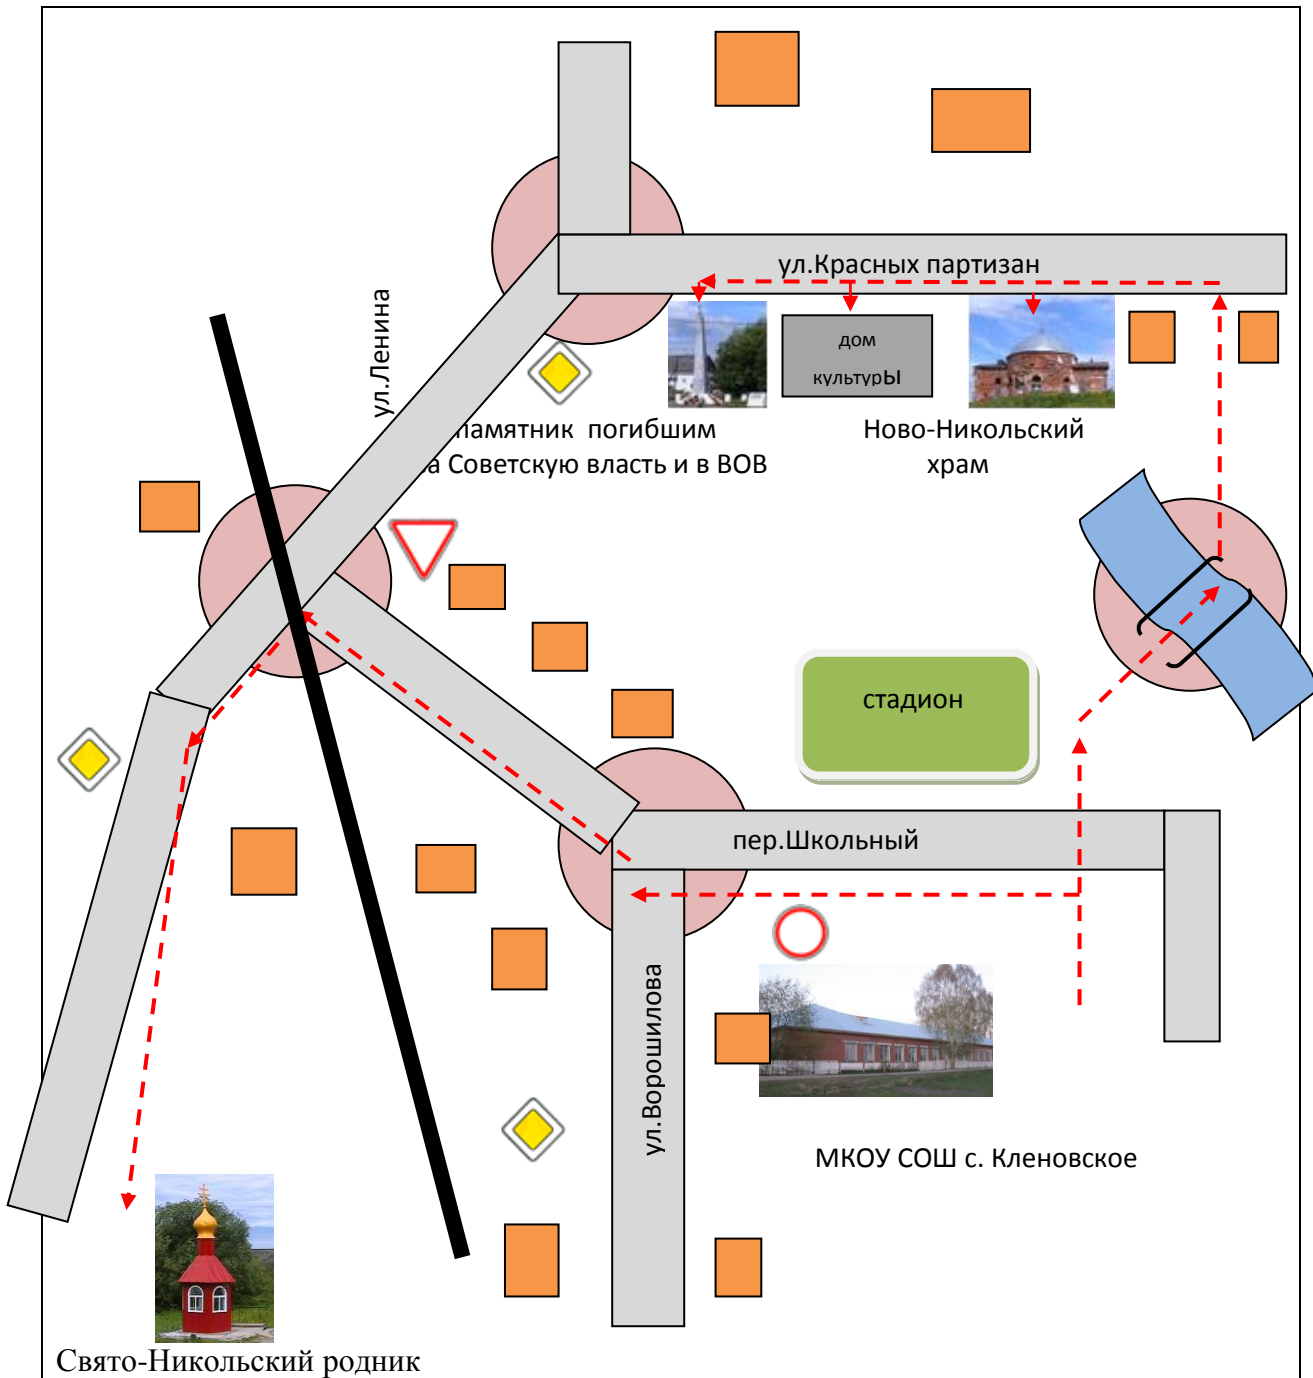 ул.Красных партизан
ул.Ленина
дом
культуры
памятник погибшим
а Советскую власть и в ВОВ
Ново-Никольский
храм
стадион
пер.Школьный
ул.Ворошилова
МКОУ СОШ с. Кленовское
Свято-Никольский родник